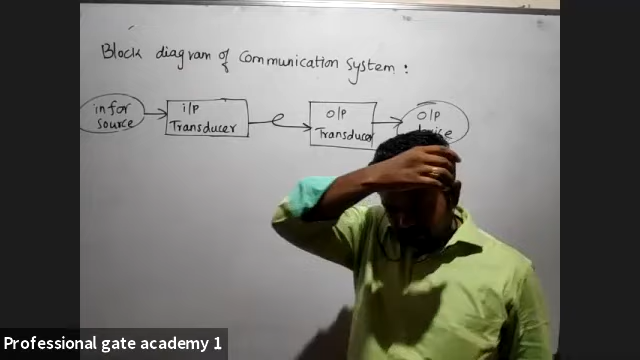 Block diagram of communication system :
infor
source
i/p
Transducer
O/P
Transducer
O/P
Professional gate academy 1